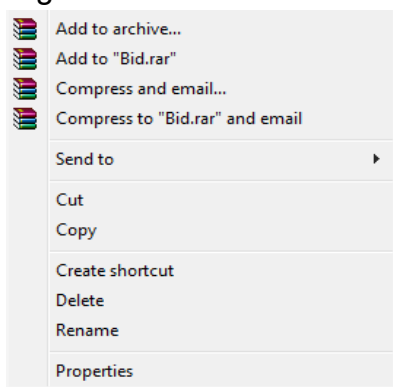 Add to archive...
Add to "Bid.rar"
Compress and email...
Compress to "Bid.rar" and email
Send to
Cut
Copy
Create shortcut
Delete
Rename
Properties